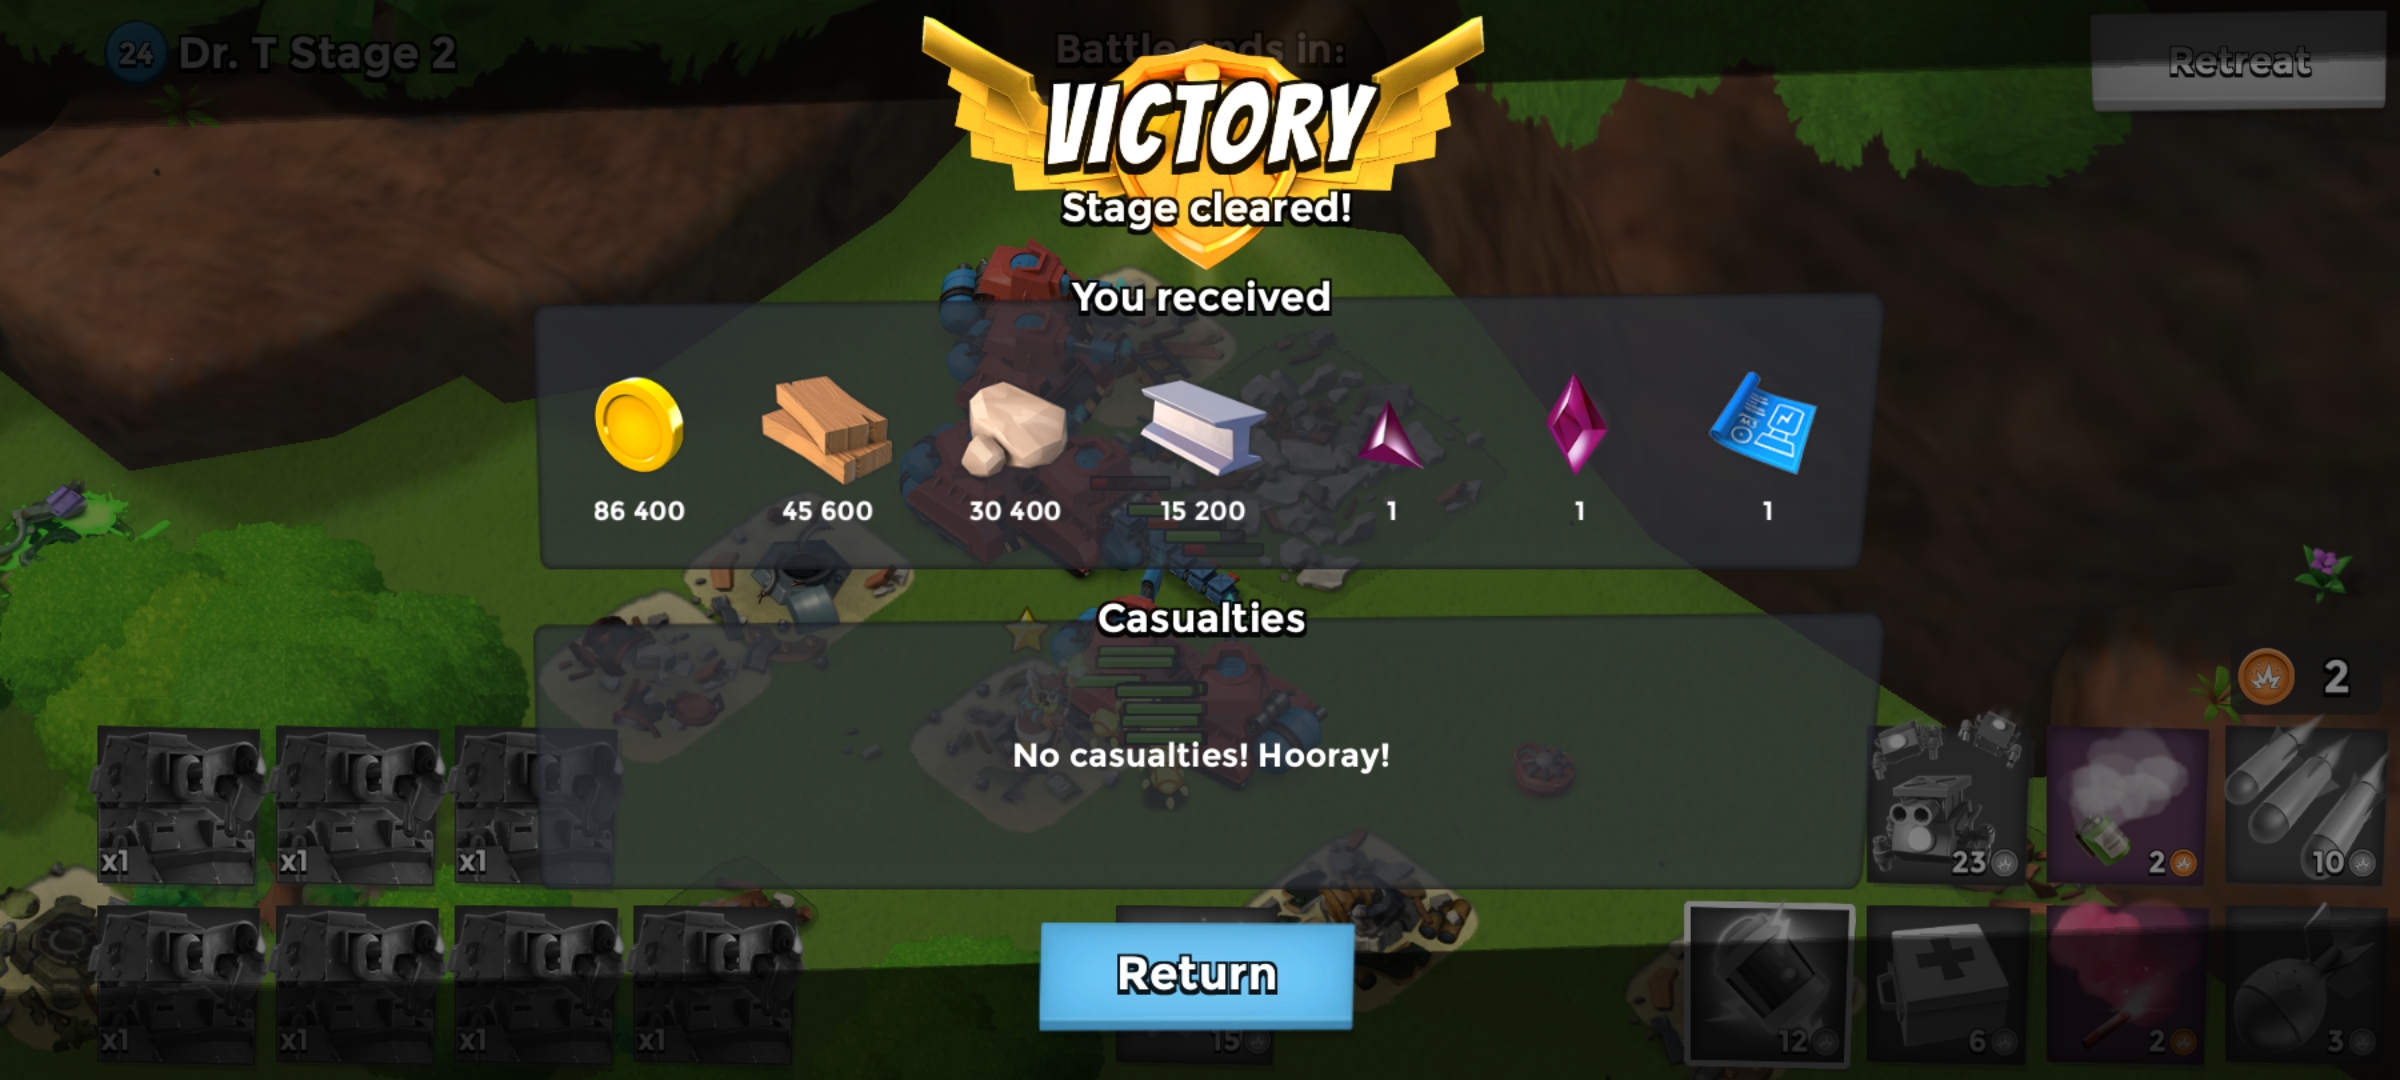 24 Dr. T Stage 2
Battle ends in:
Retreat
VICTORY
Stage cleared!
You received
86 400
45 600
30 400
15 200
1
1
1
Casualties
No casualties! Hooray!
2
x1
x1
x1
23
2
10
x1
x1
x1
x1
15
12
6
2
3
Return